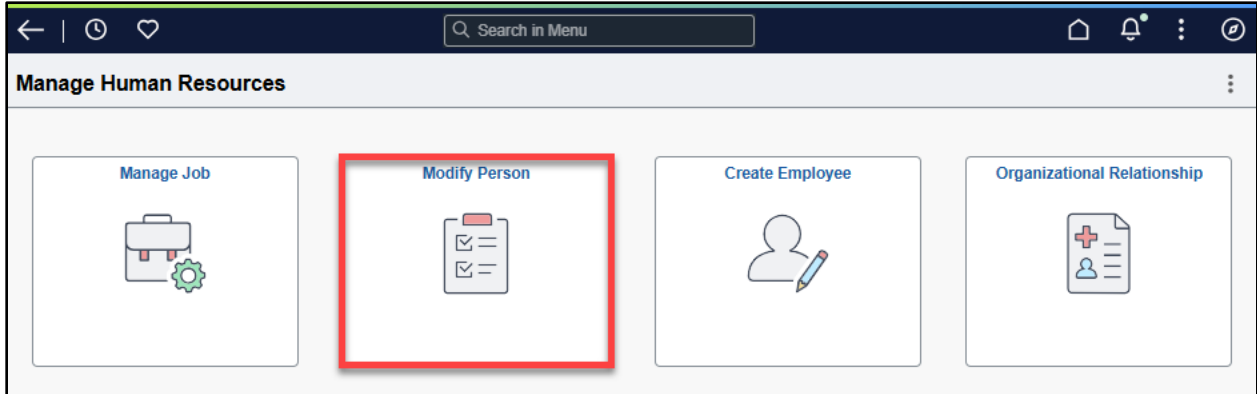 Search in Menu
Manage Human Resources
Manage Job
Modify Person
Create Employee
Organizational Relationship